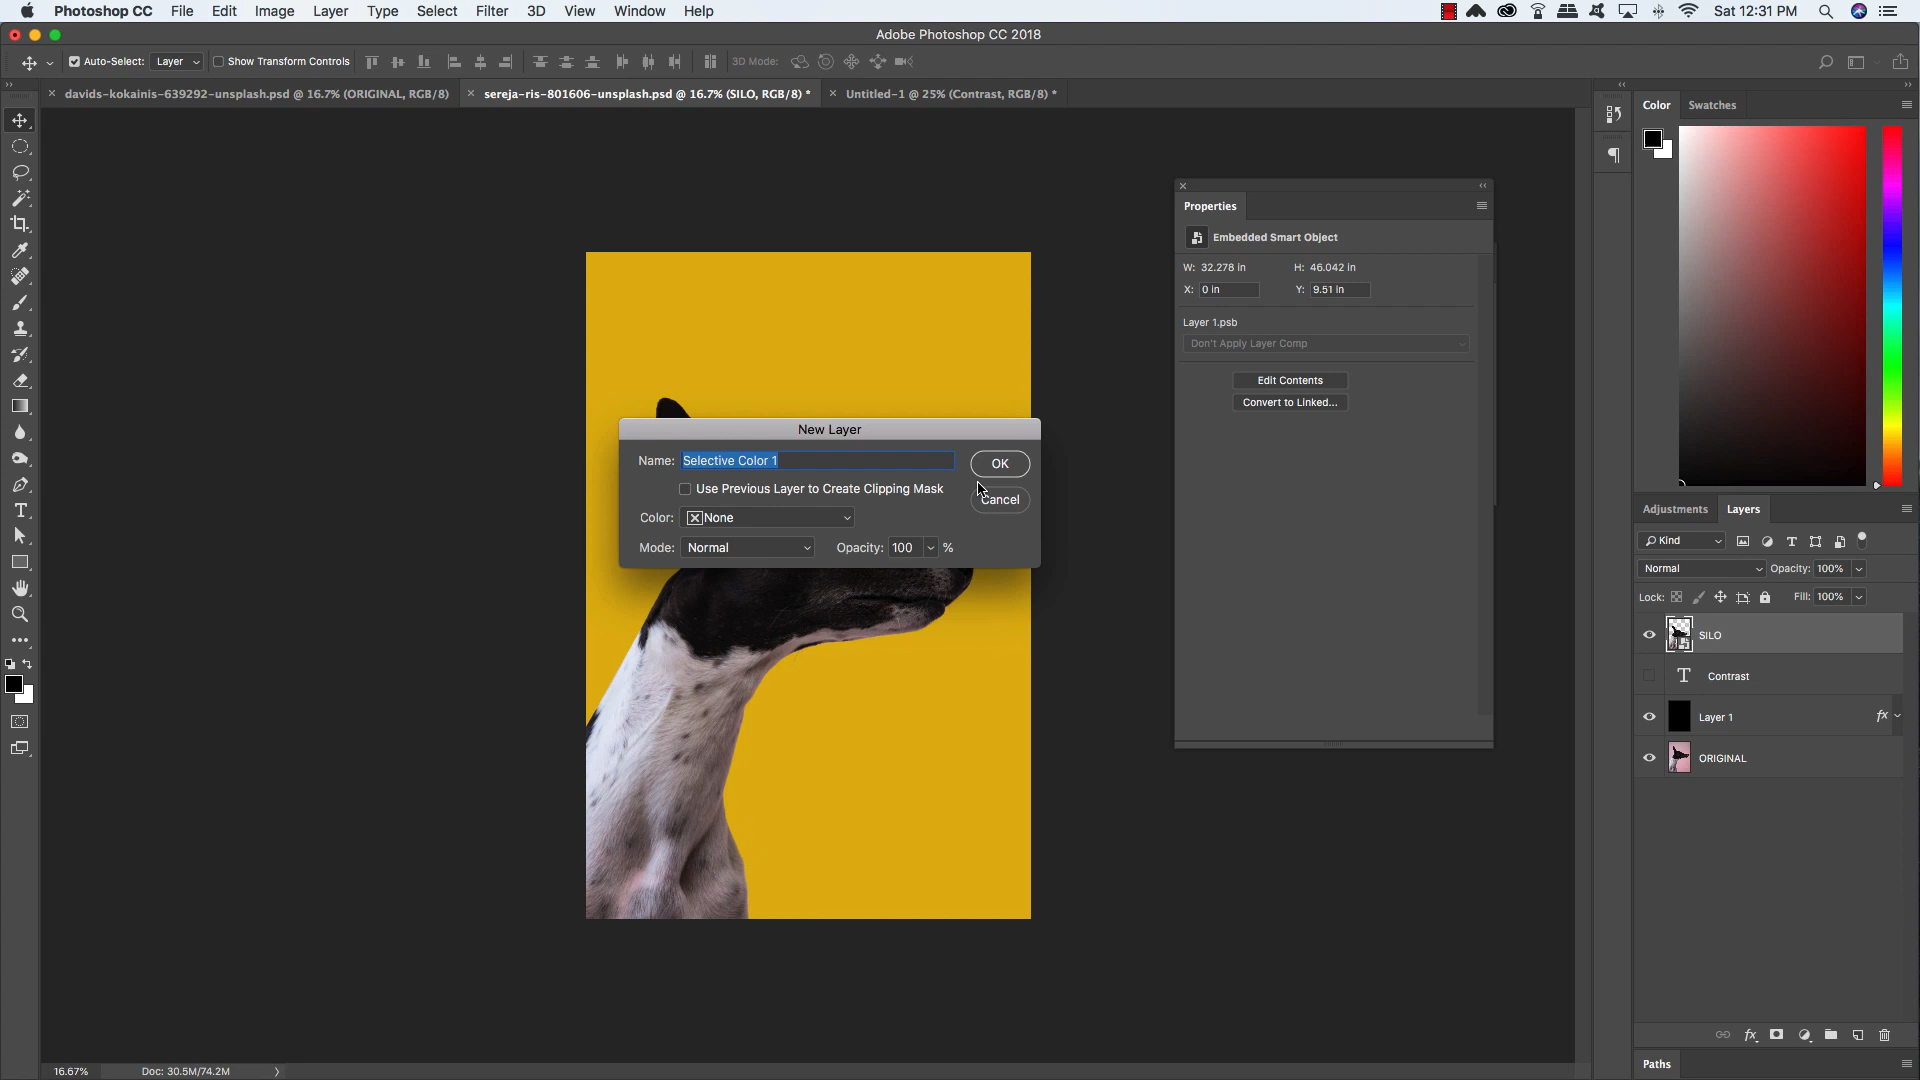 Photoshop CC File Edit Image Layer Type Select Filter 3D View Window Help Sat 12:31 PM
Adobe Photoshop CC 2018
Auto-Select: Layer Show Transform Controls 3D Mode:
davids-kokainis-639292-unsplash.psd @ 16.7% (ORIGINAL, RGB/8) sereja-ris-801606-unsplash.psd @ 16.7% (SILO, RGB/8) * Untitled-1 @ 25% (Contrast, RGB/8) *
Color Swatches
Properties
Embedded Smart Object
W: 32.278 in H: 46.042 in
X: 0 in Y: 9.51 in
Layer 1.psb
Don't Apply Layer Comp
Edit Contents
Convert to Linked...
New Layer
Name: Selective Color 1 OK
Use Previous Layer to Create Clipping Mask Cancel
Color: None
Mode: Normal Opacity: 100 %
Adjustments Layers
Kind
Normal Opacity: 100%
Lock: Fill: 100%
SILO
Contrast
Layer 1 fx
ORIGINAL
fx
Paths
16.67% Doc: 30.5M/74.2M